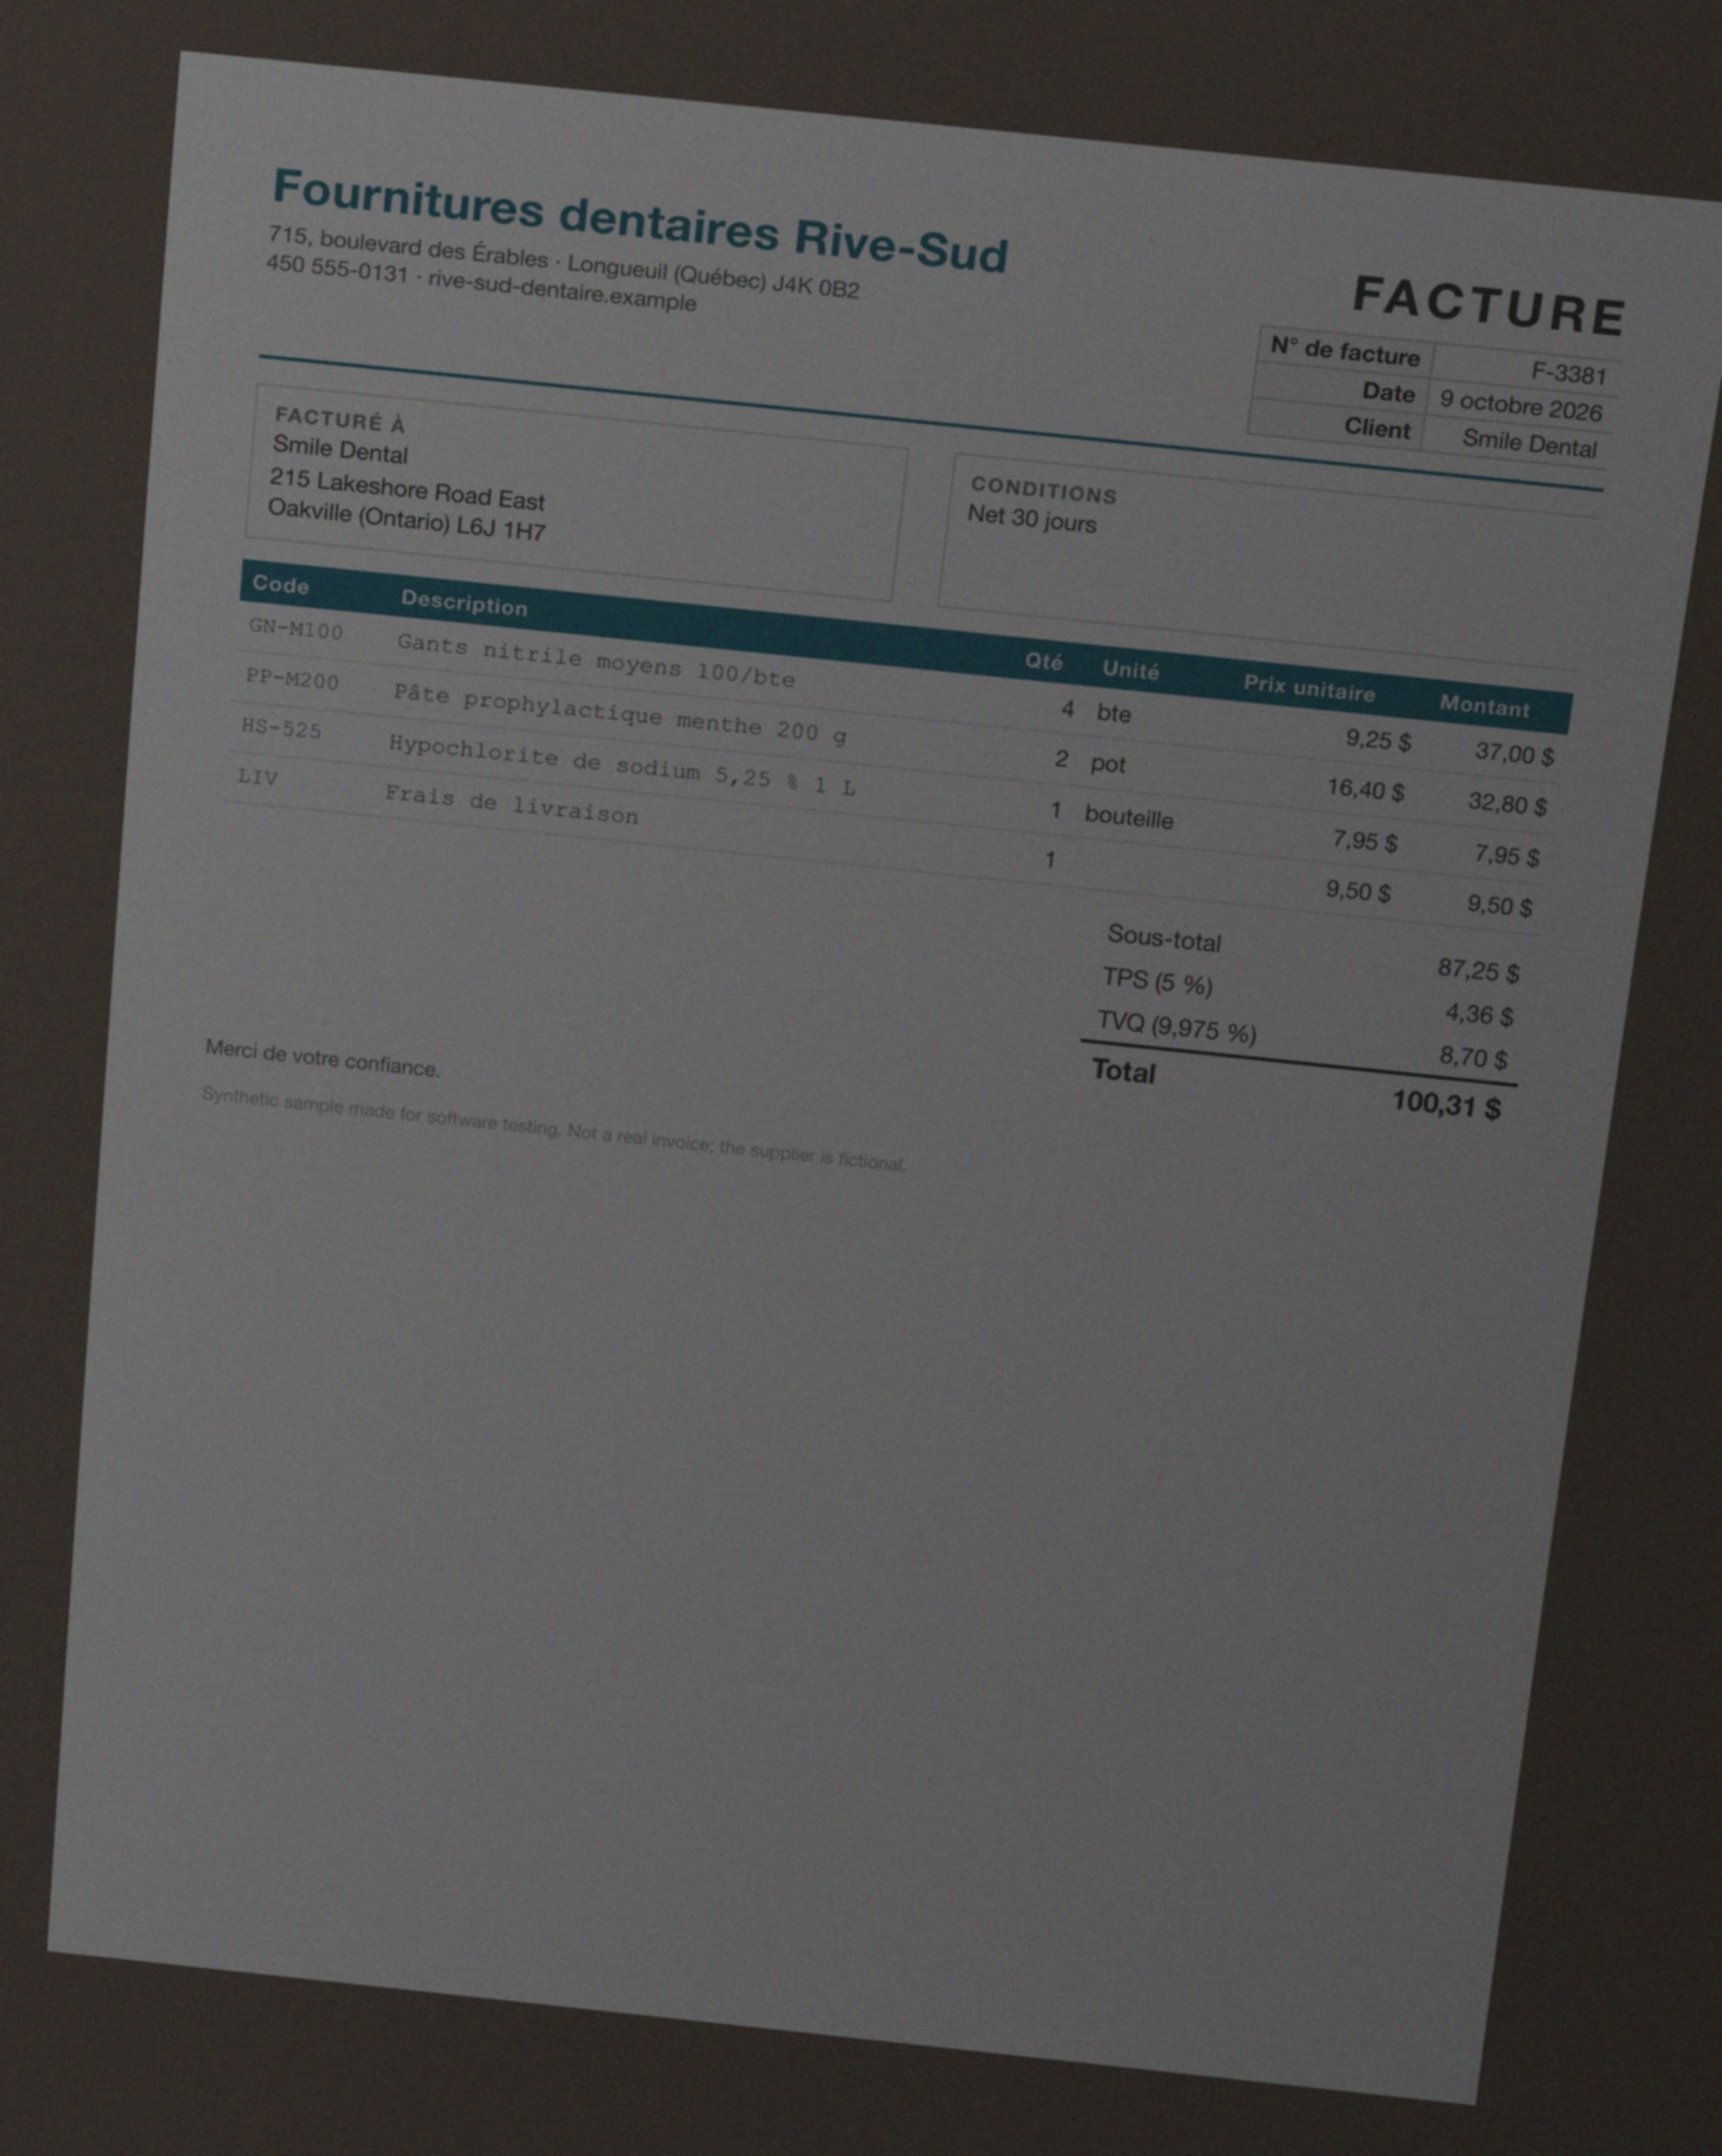 Fournitures dentaires Rive-Sud
715, boulevard des Érables · Longueuil (Québec) J4K 0B2
450 555-0131 · rive-sud-dentaire.example
FACTURE
N° de facture F-3381
Date 9 octobre 2026
Client Smile Dental
FACTURÉ À
Smile Dental
215 Lakeshore Road East
Oakville (Ontario) L6J 1H7
CONDITIONS
Net 30 jours
Code Description Qté Unité Prix unitaire Montant
GN-M100 Gants nitrile moyens 100/bte 4 bte 9,25 $ 37,00 $
PP-M200 Pâte prophylactique menthe 200 g 2 pot 16,40 $ 32,80 $
HS-525 Hypochlorite de sodium 5,25 % 1 L 1 bouteille 7,95 $ 7,95 $
LIV Frais de livraison 1 9,50 $ 9,50 $
Sous-total 87,25 $
TPS (5 %) 4,36 $
TVQ (9,975 %) 8,70 $
Total 100,31 $
Merci de votre confiance.
Synthetic sample made for software testing. Not a real invoice; the supplier is fictional.